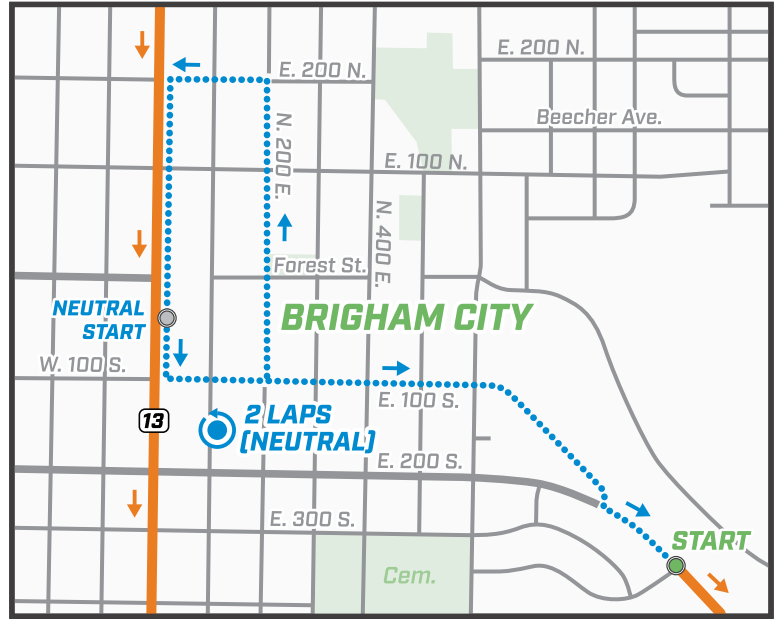 E. 200 N.
E. 200 N.
Beecher Ave.
N. 200 E.
E. 100 N.
N. 400 E.
Forest St.
NEUTRAL
START
BRIGHAM CITY
W. 100 S.
E. 100 S.
13
2 LAPS
(NEUTRAL)
E. 200 S.
E. 300 S.
START
Cem.